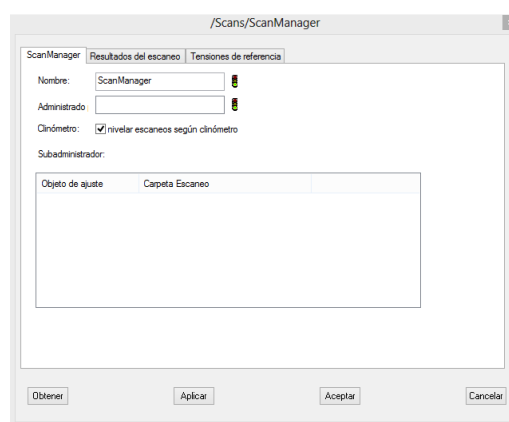 /Scans/ScanManager
ScanManager Resultados del escaneo Tensiones de referencia
Nombre: ScanManager
Administrado
Clinómetro: nivelar escaneos según clinómetro
Subadministrador:
Objeto de ajuste Carpeta Escaneo
Obtener Aplicar Aceptar Cancelar